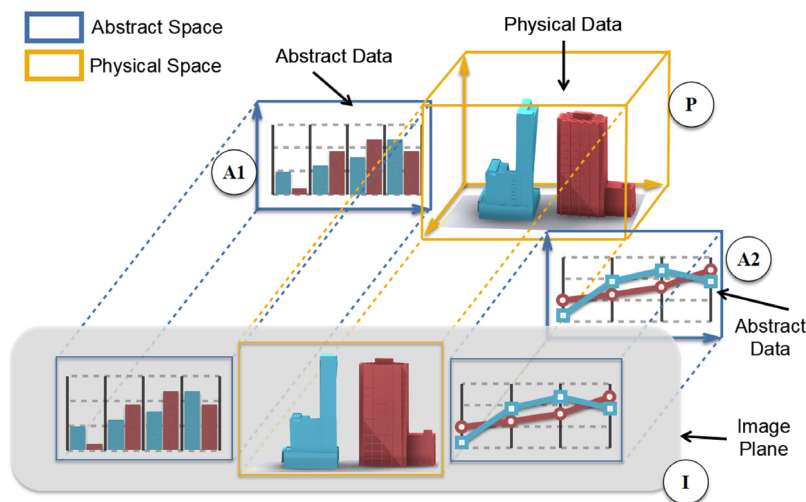 Abstract Space
Physical Space
Abstract Data
Physical Data
P
A1
A2
Abstract
Data
Image
Plane
I